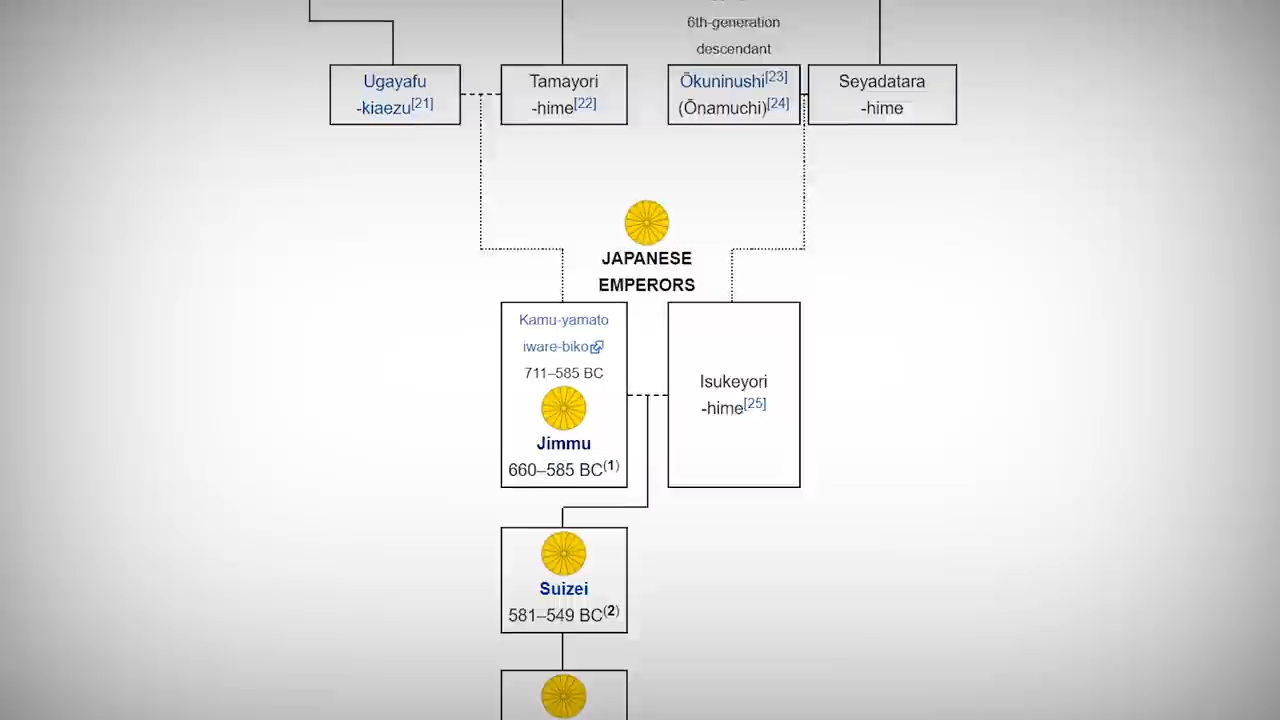 6th-generation
descendant
Ugayafu
-kiaezu[21]
Tamayori
-hime[22]
Ōkuninushi[23]
(Ōnamuchi)[24]
Seyadatara
-hime
JAPANESE
EMPERORS
Kamu-yamato
iware-biko
711–585 BC
Jimmu
660–585 BC(1)
Isukeyori
-hime[25]
Suizei
581–549 BC(2)